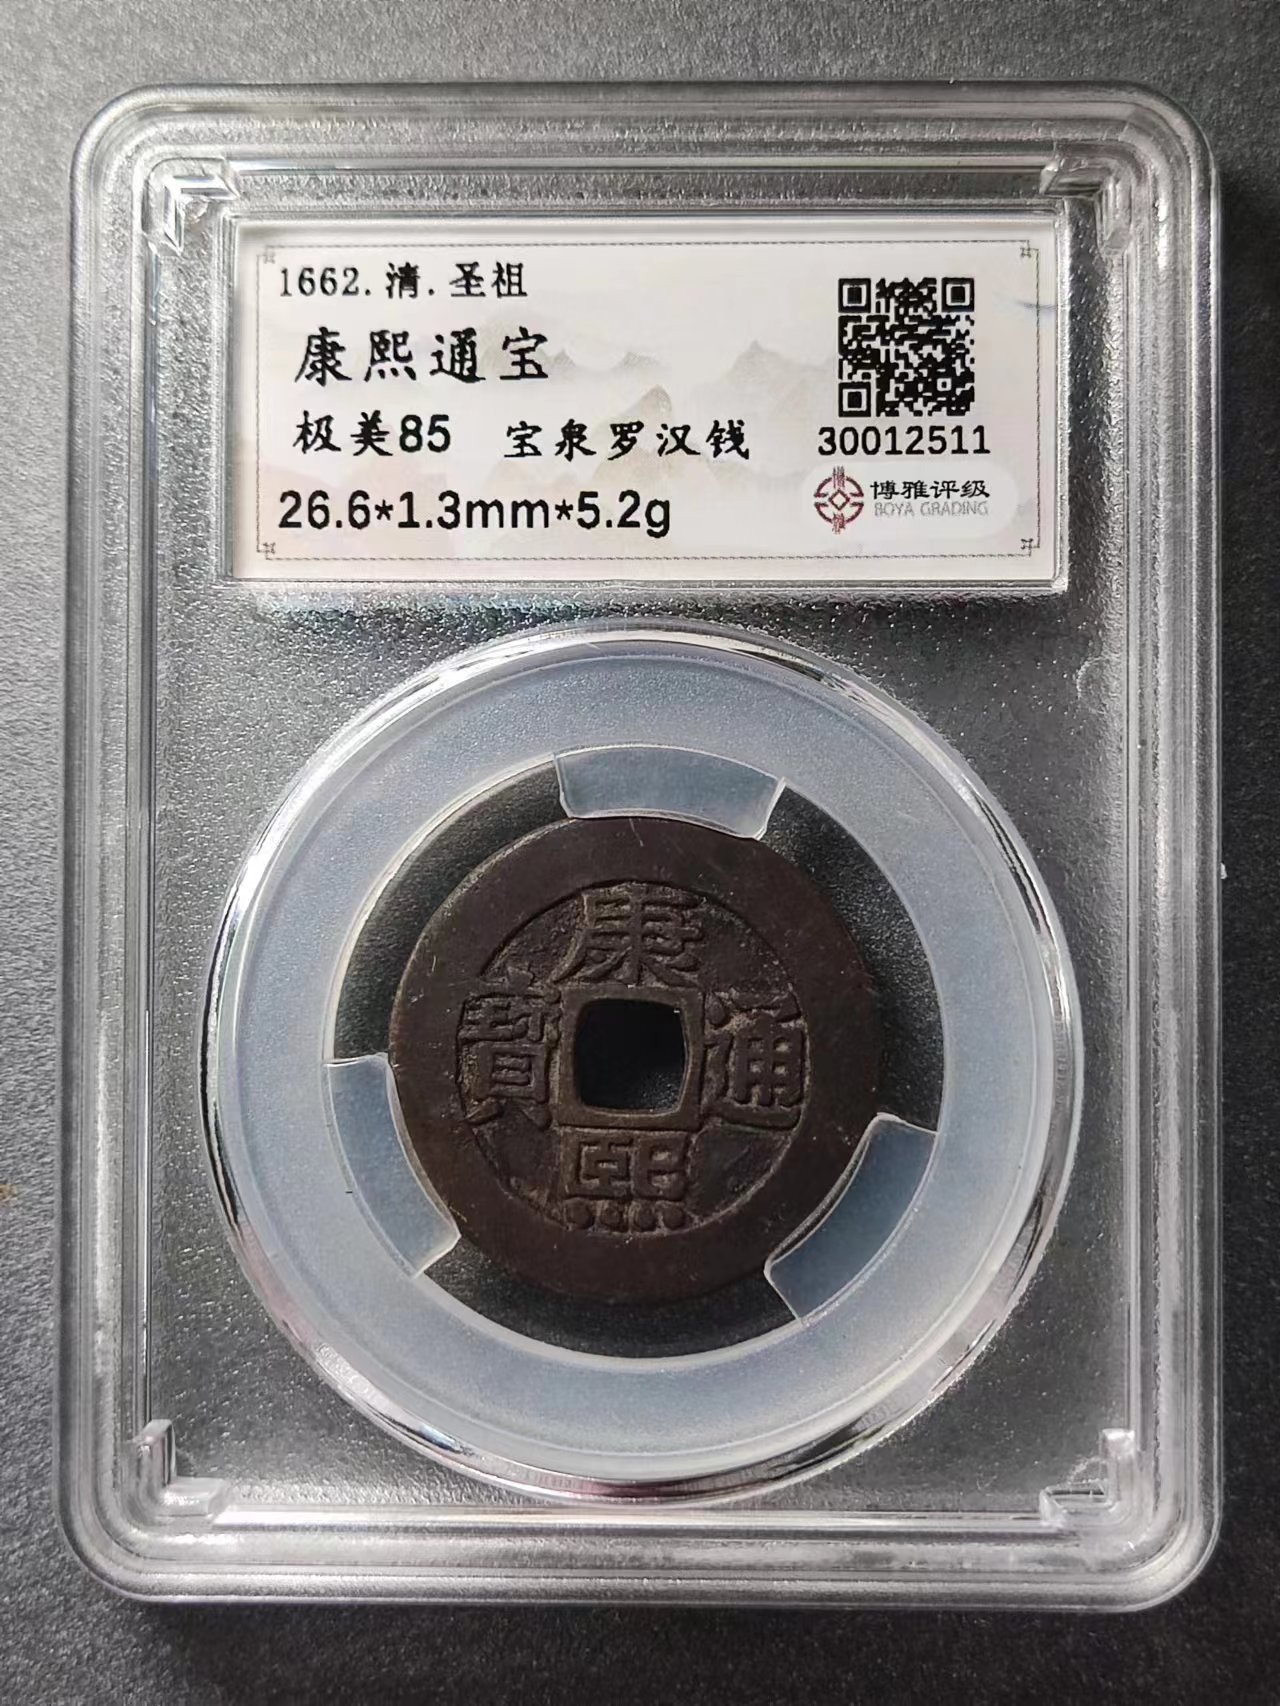 1662.清.圣祖
康熙通宝
极美85 宝泉罗汉钱
26.6*1.3mm*5.2g
30012511
博雅评级
BOYA GRADING
康
寶 通
熙